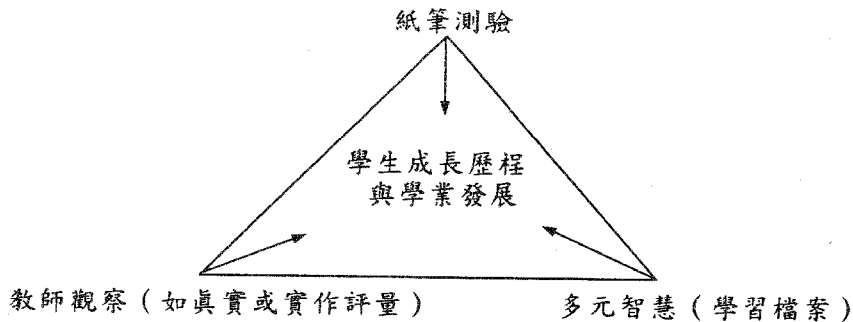 紙筆測驗
學生成長歷程
與學業發展
教師觀察（如真實或實作評量）
多元智慧（學習檔案）